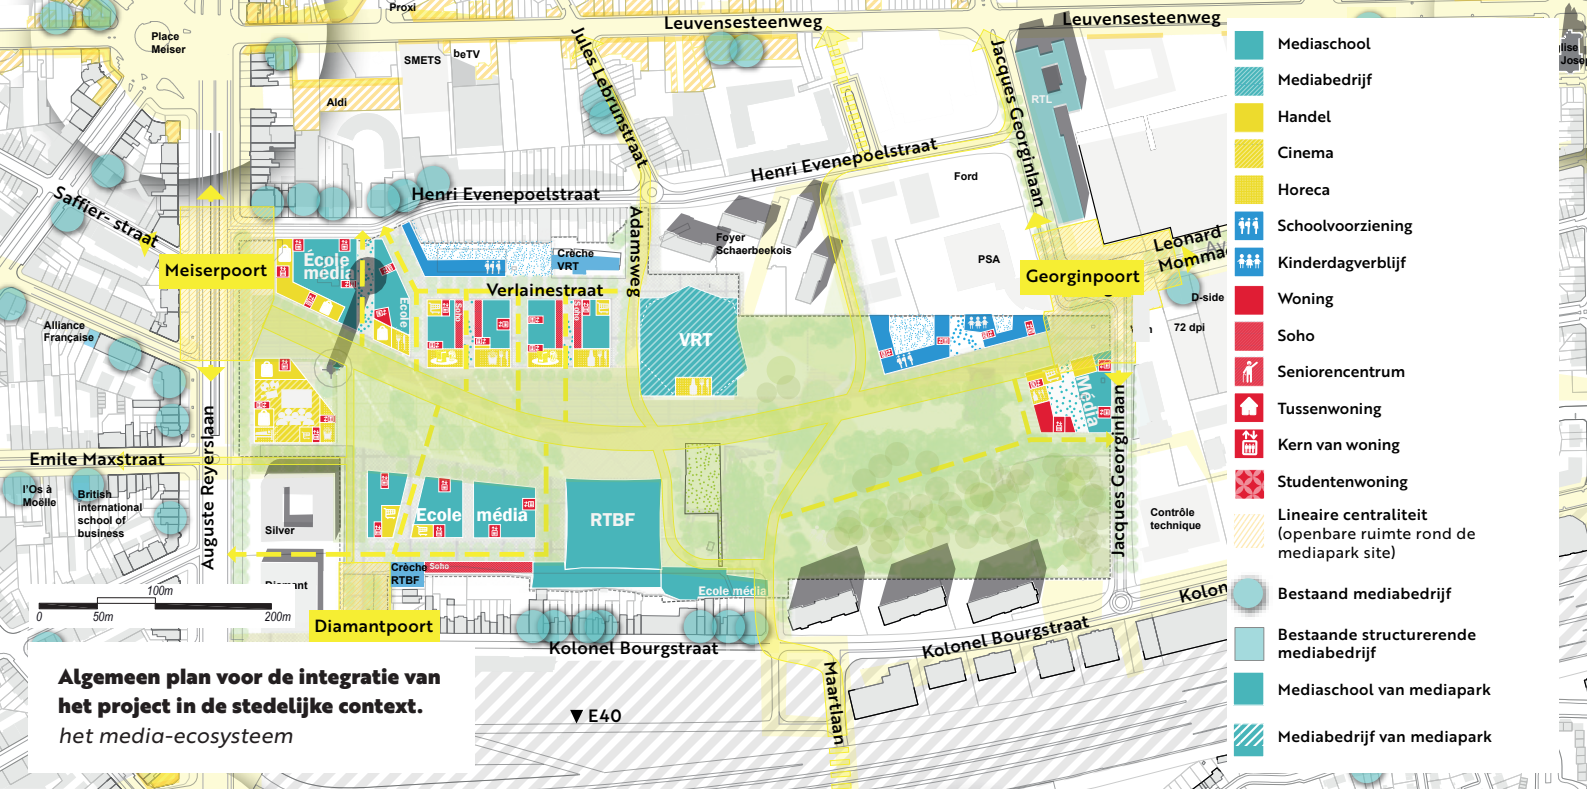 Proxi
Leuvensesteenweg
Leuvensesteenweg
Place
Meiser
SMETS
beTV
Aldi
Jules Lebrunstraat
Jacques Georginlaan
RTL
Henri Evenepoelstraat
Henri Evenepoelstraat
Ford
Saffier- straat
Adamsweg
Foyer
Schaerbeekois
PSA
Leonard
Mommae
Meiserpoort
École
média
Ecole
Crèche
VRT
Verlainestraat
Georginpoort
D-side
72 dpi
Alliance
Française
Soho
Soho
VRT
Média
Auguste Reyerslaan
Jacques Georginlaan
Emile Maxstraat
l'Os à
Moëlle
British
international
school of
business
Silver
Diamant
Ecole
média
RTBF
Contrôle
technique
Crèche
RTBF
Soho
Ecole média
Diamantpoort
Kolonel Bourgstraat
Kolonel Bourgstraat
Kolon
Maartlaan
▼ E40
100m
0
50m
200m
Algemeen plan voor de integratie van
het project in de stedelijke context.
het media-ecosysteem
Mediaschool
Mediabedrijf
Handel
Cinema
Horeca
Schoolvoorziening
Kinderdagverblijf
Woning
Soho
Seniorencentrum
Tussenwoning
Kern van woning
Studentenwoning
Lineaire centraliteit
(openbare ruimte rond de
mediapark site)
Bestaand mediabedrijf
Bestaande structurerende
mediabedrijf
Mediaschool van mediapark
Mediabedrijf van mediapark